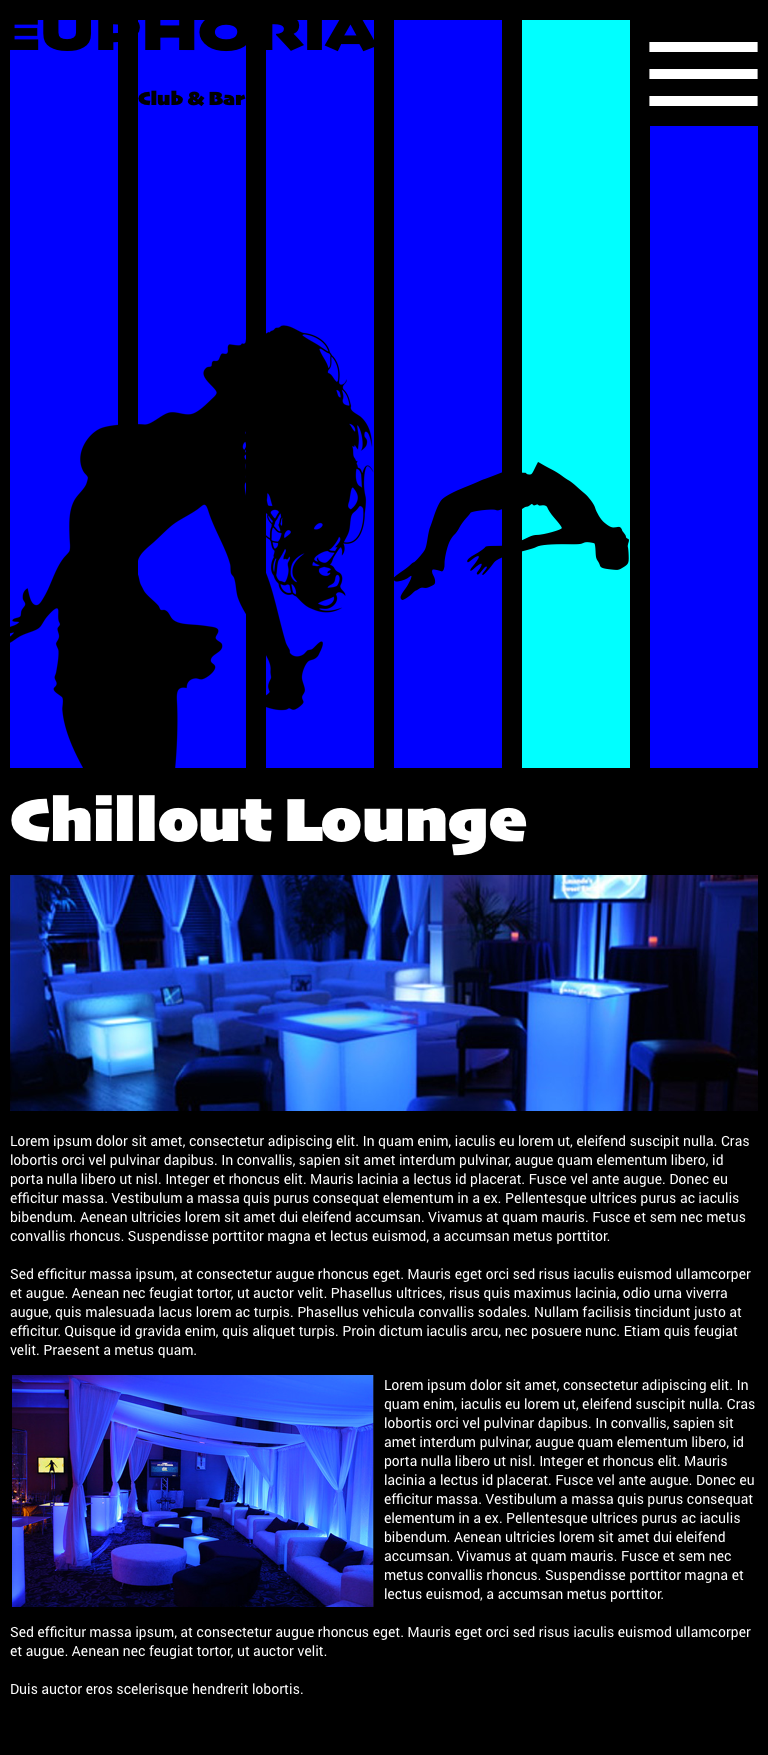 EUPHORIA
Club & Bar
Chillout Lounge
Lorem ipsum dolor sit amet, consectetur adipiscing elit. In quam enim, iaculis eu lorem ut, eleifend suscipit nulla. Cras
lobortis orci vel pulvinar dapibus. In convallis, sapien sit amet interdum pulvinar, augue quam elementum libero, id
porta nulla libero ut nisl. Integer et rhoncus elit. Mauris lacinia a lectus id placerat. Fusce vel ante augue. Donec eu
efficitur massa. Vestibulum a massa quis purus consequat elementum in a ex. Pellentesque ultrices purus ac iaculis
bibendum. Aenean ultricies lorem sit amet dui eleifend accumsan. Vivamus at quam mauris. Fusce et sem nec metus
convallis rhoncus. Suspendisse porttitor magna et lectus euismod, a accumsan metus porttitor.
Sed efficitur massa ipsum, at consectetur augue rhoncus eget. Mauris eget orci sed risus iaculis euismod ullamcorper
et augue. Aenean nec feugiat tortor, ut auctor velit. Phasellus ultrices, risus quis maximus lacinia, odio urna viverra
augue, quis malesuada lacus lorem ac turpis. Phasellus vehicula convallis sodales. Nullam facilisis tincidunt justo at
efficitur. Quisque id gravida enim, quis aliquet turpis. Proin dictum iaculis arcu, nec posuere nunc. Etiam quis feugiat
velit. Praesent a metus quam.
Lorem ipsum dolor sit amet, consectetur adipiscing elit. In
quam enim, iaculis eu lorem ut, eleifend suscipit nulla. Cras
lobortis orci vel pulvinar dapibus. In convallis, sapien sit
amet interdum pulvinar, augue quam elementum libero, id
porta nulla libero ut nisl. Integer et rhoncus elit. Mauris
lacinia a lectus id placerat. Fusce vel ante augue. Donec eu
efficitur massa. Vestibulum a massa quis purus consequat
elementum in a ex. Pellentesque ultrices purus ac iaculis
bibendum. Aenean ultricies lorem sit amet dui eleifend
accumsan. Vivamus at quam mauris. Fusce et sem nec
metus convallis rhoncus. Suspendisse porttitor magna et
lectus euismod, a accumsan metus porttitor.
Sed efficitur massa ipsum, at consectetur augue rhoncus eget. Mauris eget orci sed risus iaculis euismod ullamcorper
et augue. Aenean nec feugiat tortor, ut auctor velit.
Duis auctor eros scelerisque hendrerit lobortis.